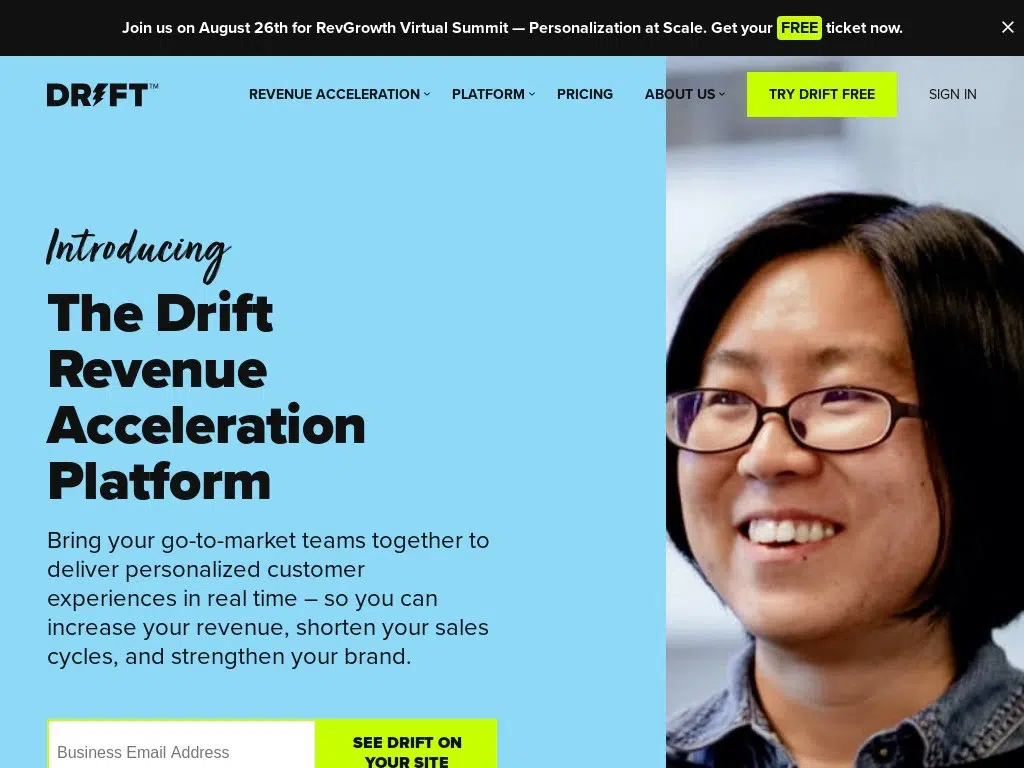 Join us on August 26th for RevGrowth Virtual Summit — Personalization at Scale. Get your FREE ticket now.
DRIFT™
REVENUE ACCELERATION
PLATFORM
PRICING
ABOUT US
TRY DRIFT FREE
SIGN IN
Introducing
The Drift
Revenue
Acceleration
Platform
Bring your go-to-market teams together to
deliver personalized customer
experiences in real time – so you can
increase your revenue, shorten your sales
cycles, and strengthen your brand.
Business Email Address
SEE DRIFT ON
YOUR SITE